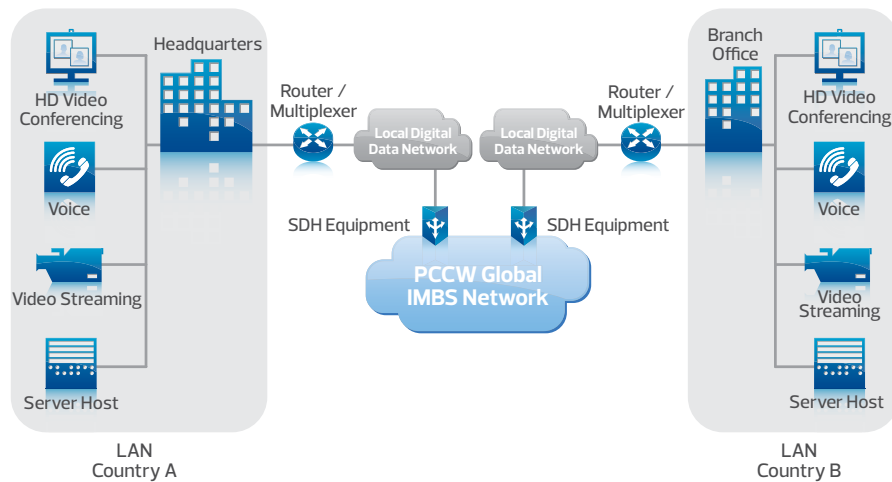 Headquarters
HD Video
Conferencing
Voice
Video Streaming
Server Host
LAN
Country A
Router /
Multiplexer
Local Digital
Data Network
SDH Equipment
PCCW Global
IMBS Network
Local Digital
Data Network
SDH Equipment
Router /
Multiplexer
Branch
Office
HD Video
Conferencing
Voice
Video
Streaming
Server Host
LAN
Country B